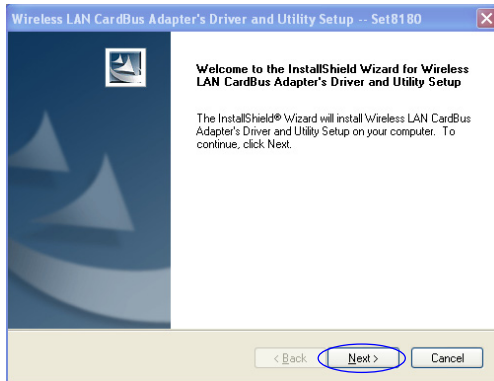 Wireless LAN CardBus Adapter's Driver and Utility Setup -- Set8180
Welcome to the InstallShield Wizard for Wireless
LAN CardBus Adapter's Driver and Utility Setup
The InstallShield® Wizard will install Wireless LAN CardBus
Adapter's Driver and Utility Setup on your computer. To
continue, click Next.
< Back Next > Cancel